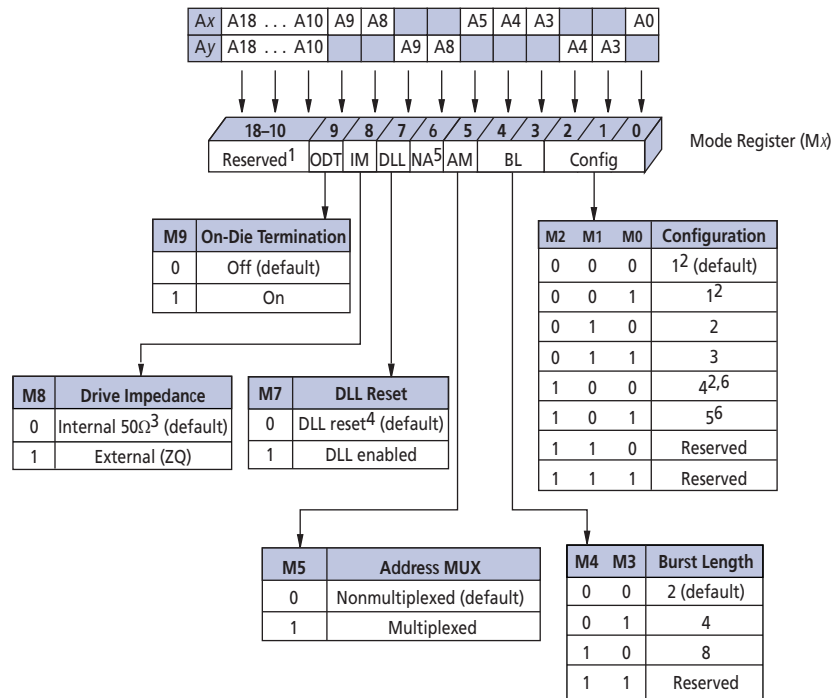 Ax A18 . . . A10 A9 A8 A5 A4 A3 A0
Ay A18 . . . A10 A9 A8 A4 A3
18–10 9 8 7 6 5 4 3 2 1 0
Reserved1 ODT IM DLL NA5 AM BL Config
Mode Register (Mx)
M9 On-Die Termination
0 Off (default)
1 On
M2 M1 M0 Configuration
0 0 0 12 (default)
0 0 1 12
0 1 0 2
0 1 1 3
1 0 0 42,6
1 0 1 56
1 1 0 Reserved
1 1 1 Reserved
M8 Drive Impedance
0 Internal 50Ω3 (default)
1 External (ZQ)
M7 DLL Reset
0 DLL reset4 (default)
1 DLL enabled
M5 Address MUX
0 Nonmultiplexed (default)
1 Multiplexed
M4 M3 Burst Length
0 0 2 (default)
0 1 4
1 0 8
1 1 Reserved